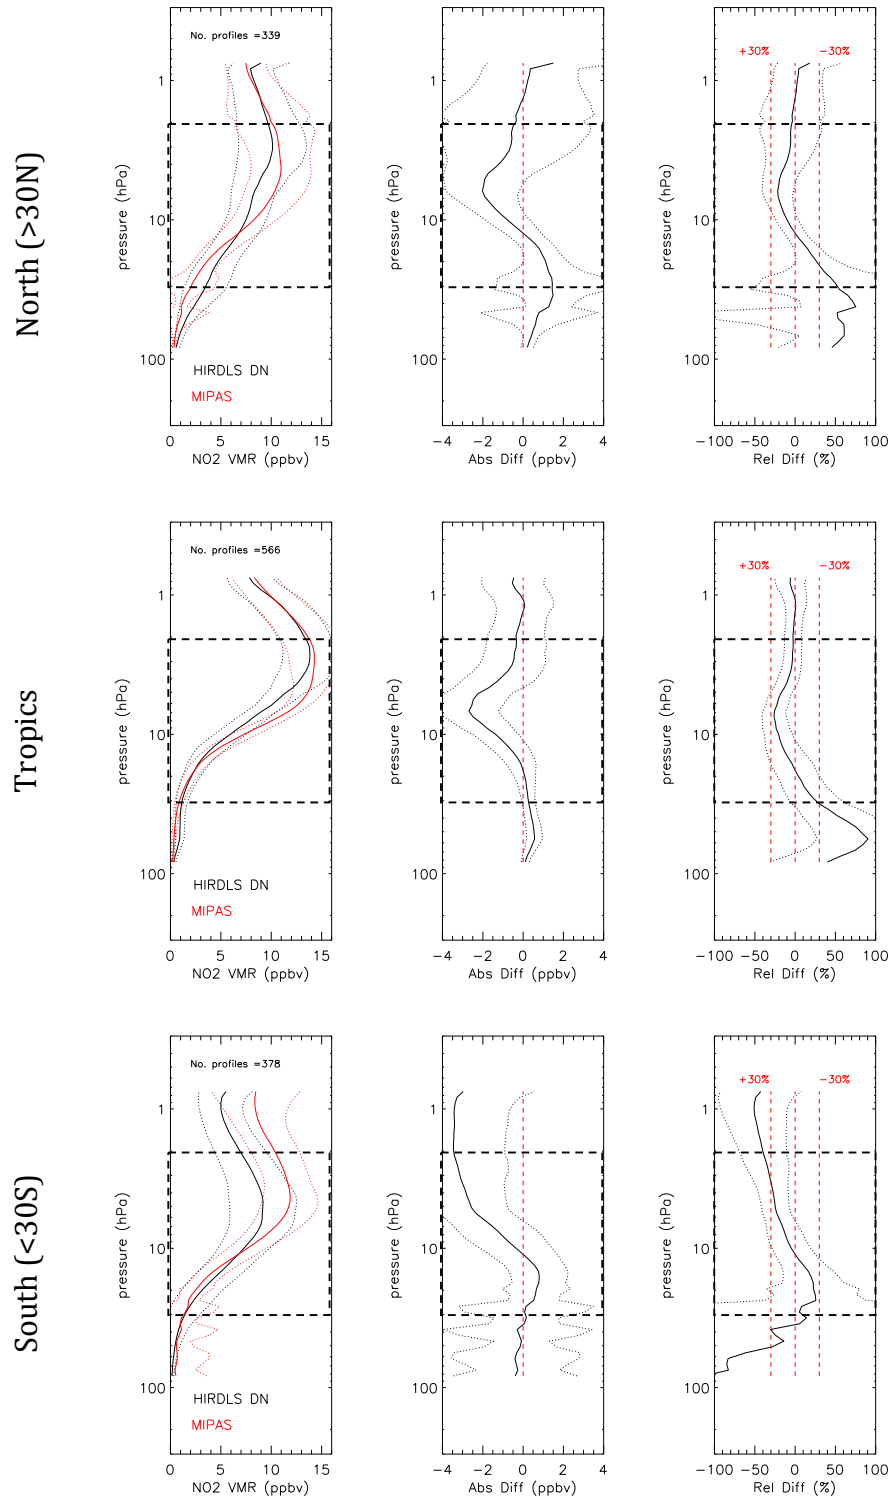 North (>30N)
No. profiles =339
+30%
−30%
pressure (hPa)
pressure (hPa)
pressure (hPa)
1
1
1
10
10
10
100
100
100
HIRDLS DN
MIPAS
0 5 10 15
−4 −2 0 2 4
−100 −50 0 50 100
NO2 VMR (ppbv)
Abs Diff (ppbv)
Rel Diff (%)
Tropics
No. profiles =566
+30%
−30%
pressure (hPa)
pressure (hPa)
pressure (hPa)
1
1
1
10
10
10
100
100
100
HIRDLS DN
MIPAS
0 5 10 15
−4 −2 0 2 4
−100 −50 0 50 100
NO2 VMR (ppbv)
Abs Diff (ppbv)
Rel Diff (%)
South (<30S)
No. profiles =378
+30%
−30%
pressure (hPa)
pressure (hPa)
pressure (hPa)
1
1
1
10
10
10
100
100
100
HIRDLS DN
MIPAS
0 5 10 15
−4 −2 0 2 4
−100 −50 0 50 100
NO2 VMR (ppbv)
Abs Diff (ppbv)
Rel Diff (%)